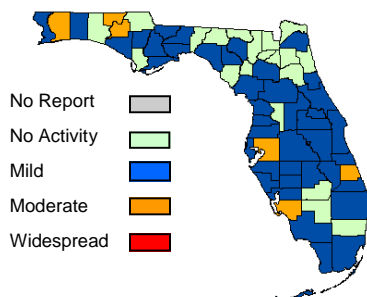 No Report
No Activity
Mild
Moderate
Widespread